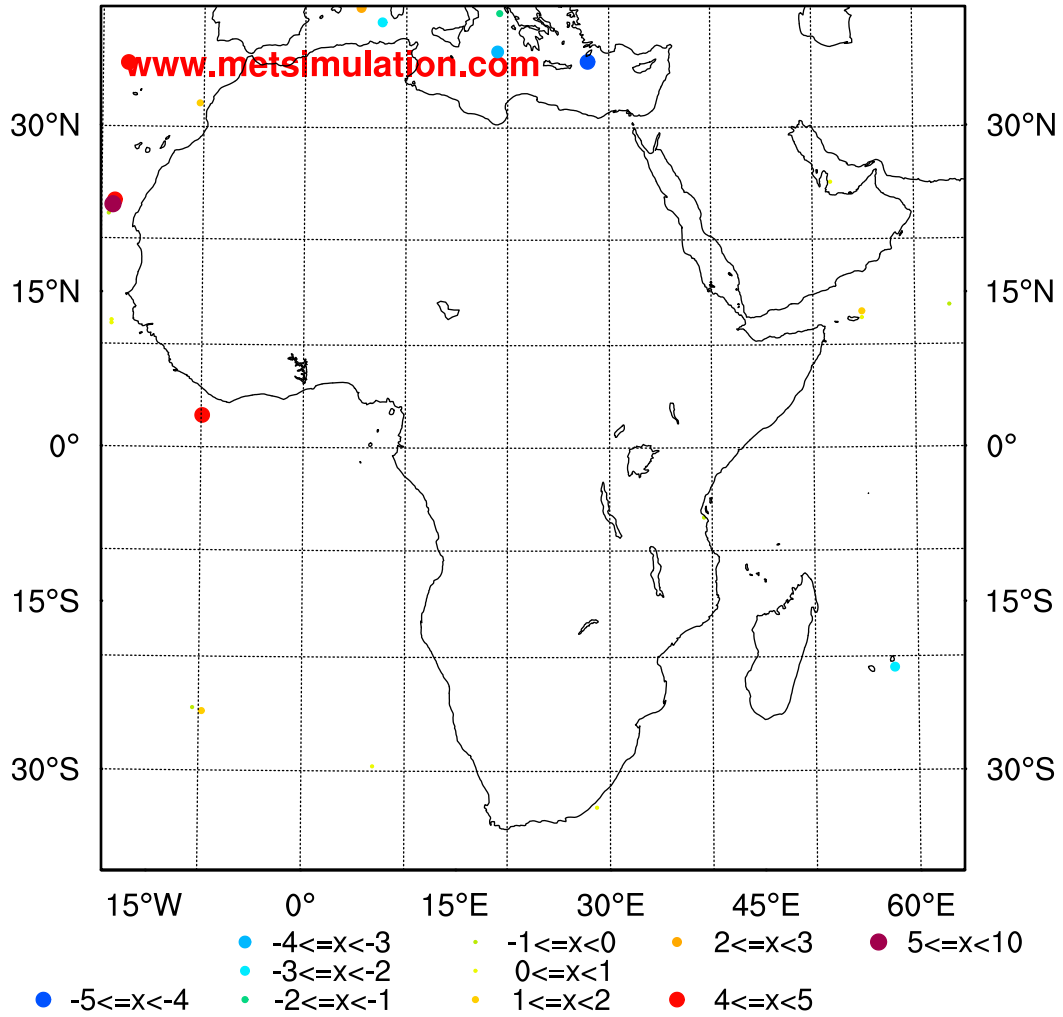 www.metsimulation.com
30°N 30°N
15°N 15°N
0° 0°
15°S 15°S
30°S 30°S
15°W 0° 15°E 30°E 45°E 60°E
-4<=x<-3 -1<=x<0 2<=x<3 5<=x<10
-3<=x<-2 0<=x<1
-5<=x<-4 -2<=x<-1 1<=x<2 4<=x<5